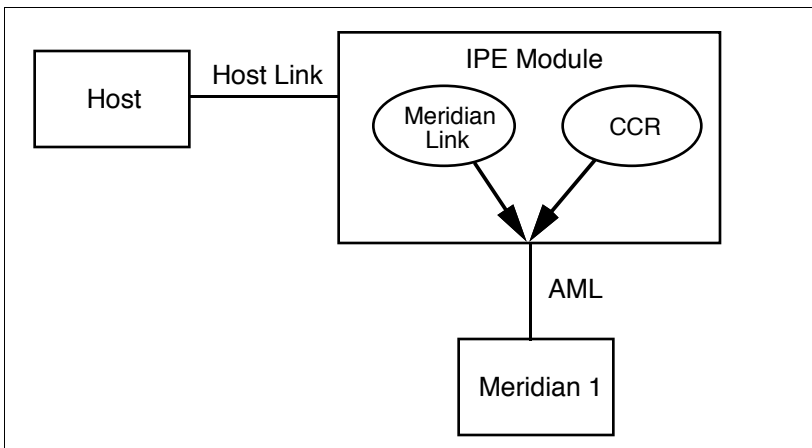 IPE Module
Host Link
Host
Meridian
Link
CCR
AML
Meridian 1